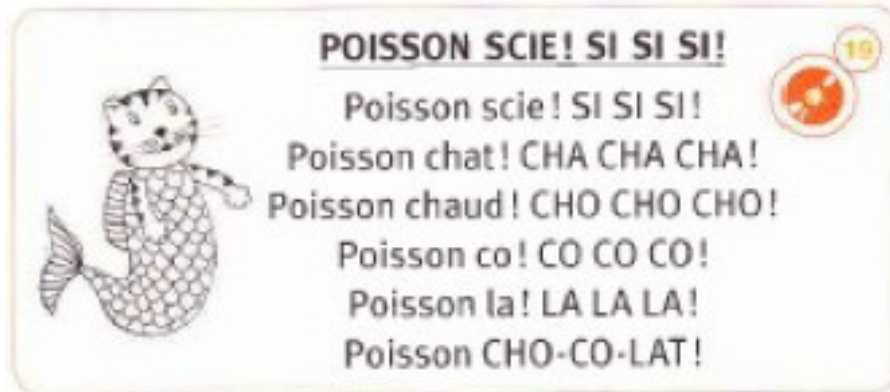 POISSON SCIE! SI SI SI!
19
Poisson scie! SI SI SI!
Poisson chat! CHA CHA CHA!
Poisson chaud! CHO CHO CHO!
Poisson co! CO CO CO!
Poisson la! LA LA LA!
Poisson CHO-CO-LAT!